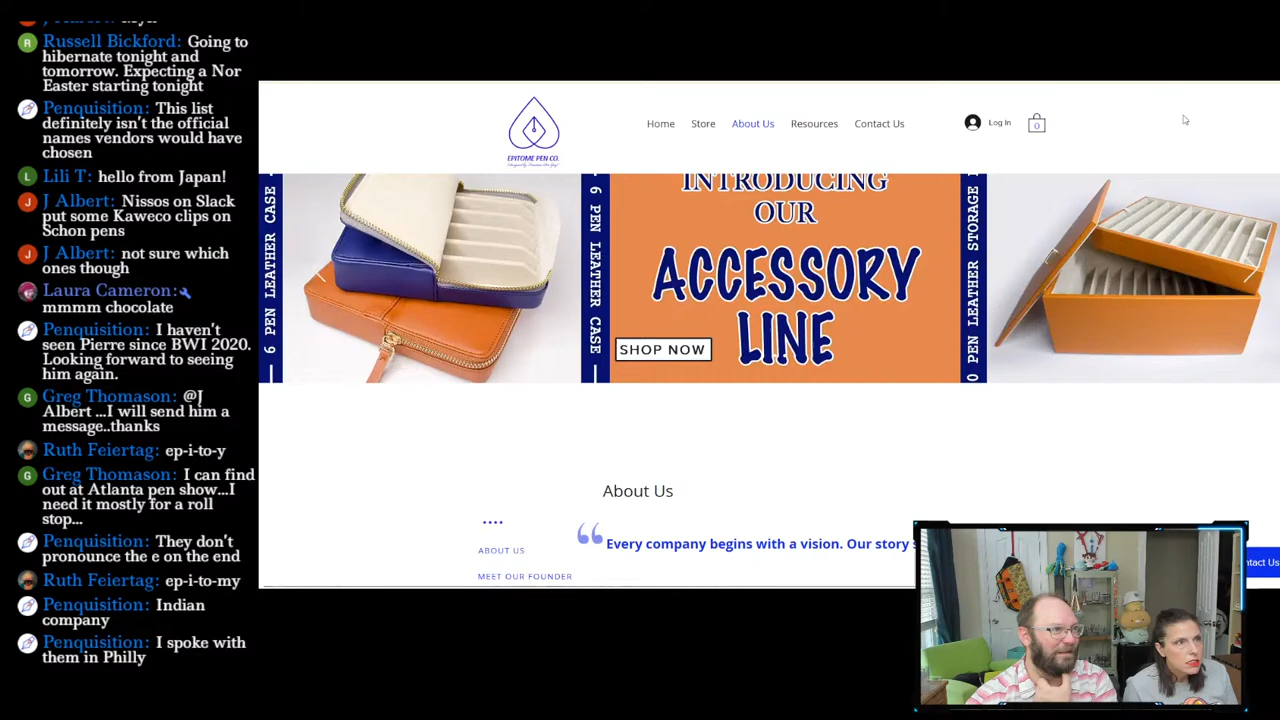 Russell Bickford: Going to
hibernate tonight and
tomorrow. Expecting a Nor
Easter starting tonight
Penquisition: This list
definitely isn't the official
names vendors would have
chosen
Lili T: hello from Japan!
J Albert: Nissos on Slack
put some Kaweco clips on
Schon pens
J Albert: not sure which
ones though
Laura Cameron:
mmmm chocolate
Penquisition: I haven't
seen Pierre since BWI 2020.
Looking forward to seeing
him again.
Greg Thomason: @J
Albert ...I will send him a
message..thanks
Ruth Feiertag: ep-i-to-y
Greg Thomason: I can find
out at Atlanta pen show...I
need it mostly for a roll
stop...
Penquisition: They don't
pronounce the e on the end
Ruth Feiertag: ep-i-to-my
Penquisition: Indian
company
Penquisition: I spoke with
them in Philly
EPITOME PEN CO.
Home Store About Us Resources Contact Us
Log In
0
6 PEN LEATHER CASE
6 PEN LEATHER CASE
INTRODUCING
OUR
ACCESSORY
LINE
SHOP NOW
0 PEN LEATHER STORAGE
About Us
ABOUT US
MEET OUR FOUNDER
“ Every company begins with a vision. Our story s
ntact Us